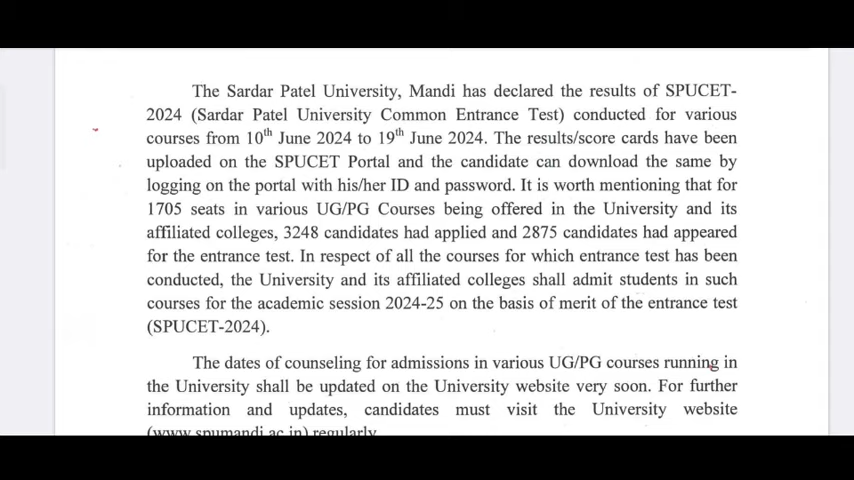 The Sardar Patel University, Mandi has declared the results of SPUCET-
2024 (Sardar Patel University Common Entrance Test) conducted for various
courses from 10th June 2024 to 19th June 2024. The results/score cards have been
uploaded on the SPUCET Portal and the candidate can download the same by
logging on the portal with his/her ID and password. It is worth mentioning that for
1705 seats in various UG/PG Courses being offered in the University and its
affiliated colleges, 3248 candidates had applied and 2875 candidates had appeared
for the entrance test. In respect of all the courses for which entrance test has been
conducted, the University and its affiliated colleges shall admit students in such
courses for the academic session 2024-25 on the basis of merit of the entrance test
(SPUCET-2024).
The dates of counseling for admissions in various UG/PG courses running in
the University shall be updated on the University website very soon. For further
information and updates, candidates must visit the University website
(www.spumandi.ac.in) regularly